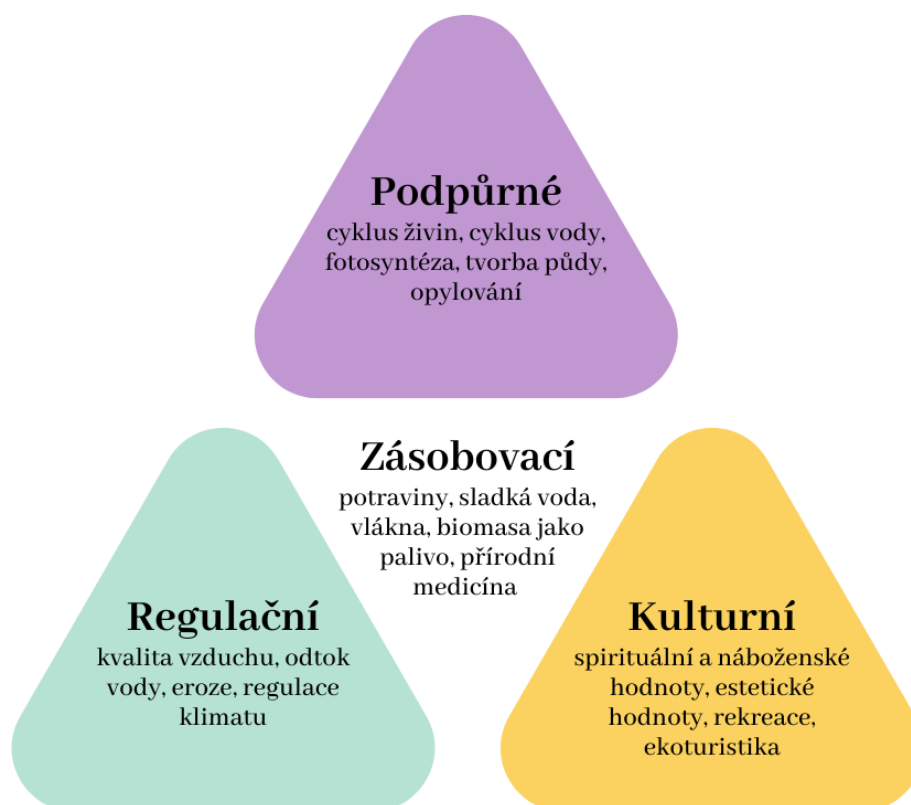 Podpůrné
cyklus živin, cyklus vody,
fotosyntéza, tvorba půdy,
opylování
Zásobovací
potraviny, sladká voda,
vlákna, biomasa jako
palivo, přírodní
medicína
Regulační
kvalita vzduchu, odtok
vody, eroze, regulace
klimatu
Kulturní
spirituální a náboženské
hodnoty, estetické
hodnoty, rekreace,
ekoturistika